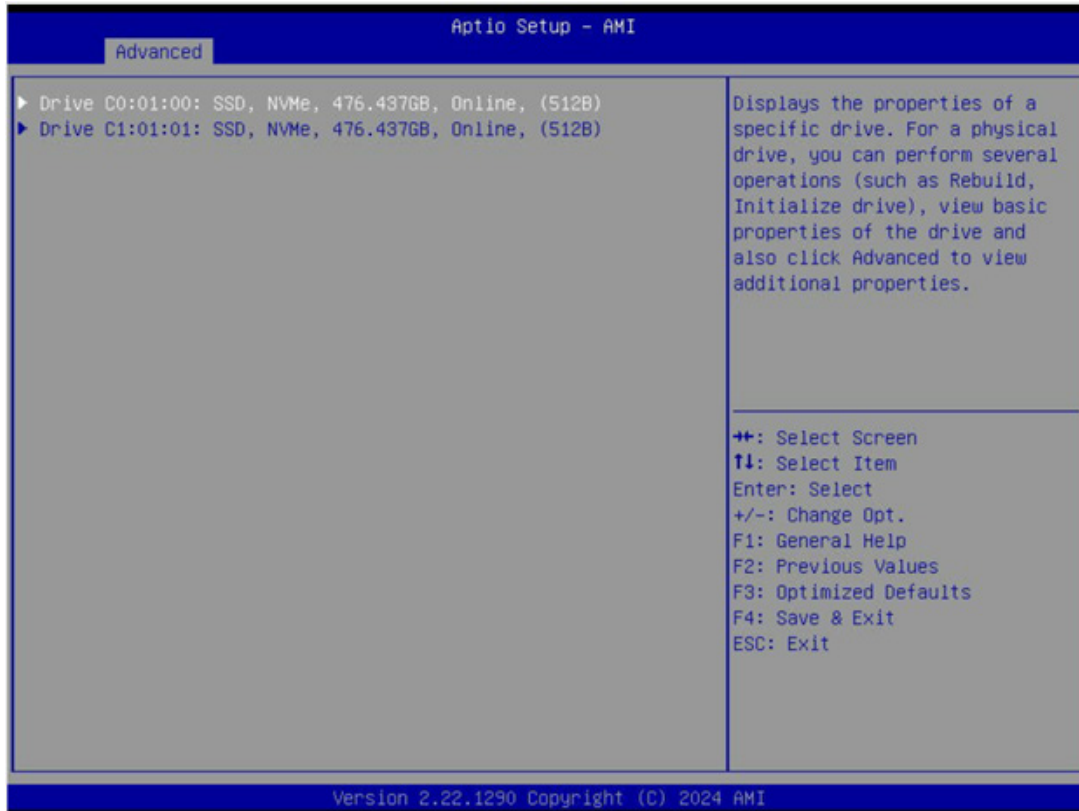 Aptio Setup – AMI
Advanced
▶ Drive C0:01:00: SSD, NVMe, 476.437GB, Online, (512B)
▶ Drive C1:01:01: SSD, NVMe, 476.437GB, Online, (512B)
Displays the properties of a
specific drive. For a physical
drive, you can perform several
operations (such as Rebuild,
Initialize drive), view basic
properties of the drive and
also click Advanced to view
additional properties.
→←: Select Screen
↑↓: Select Item
Enter: Select
+/-: Change Opt.
F1: General Help
F2: Previous Values
F3: Optimized Defaults
F4: Save & Exit
ESC: Exit
Version 2.22.1290 Copyright (C) 2024 AMI